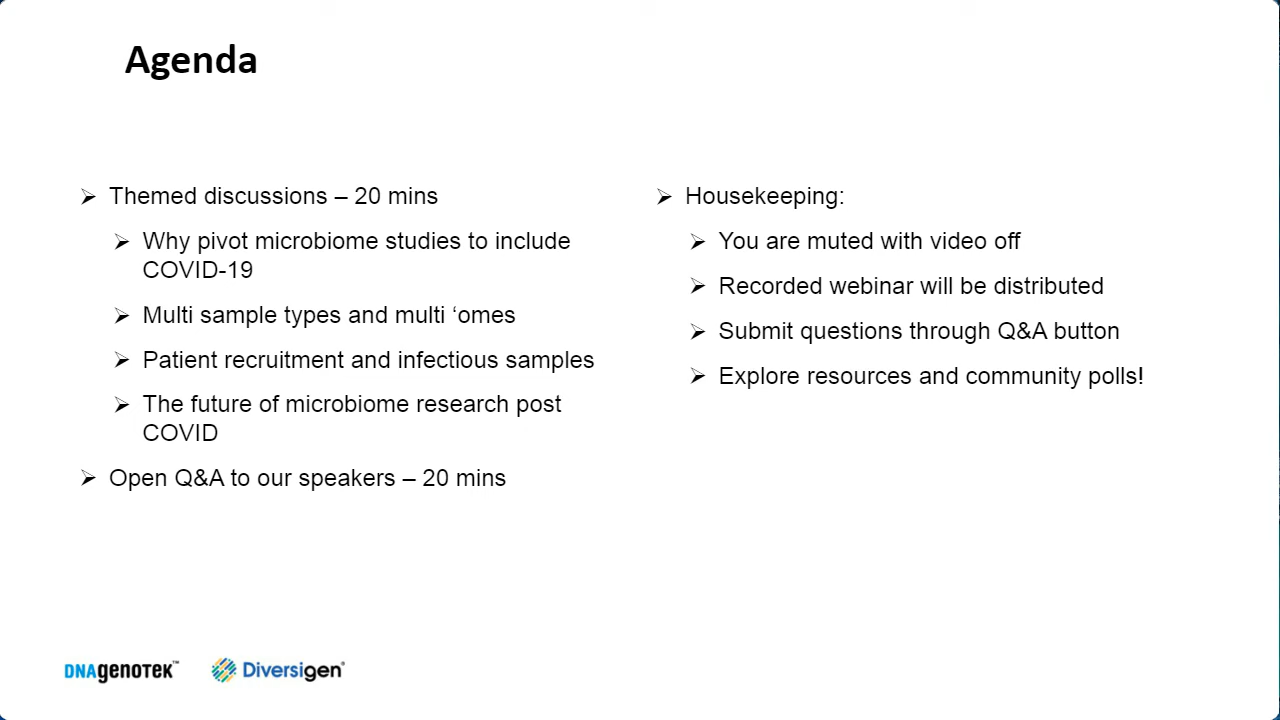 Agenda
Themed discussions – 20 mins
Why pivot microbiome studies to include
COVID-19
Multi sample types and multi ‘omes
Patient recruitment and infectious samples
The future of microbiome research post
COVID
Open Q&A to our speakers – 20 mins
Housekeeping:
You are muted with video off
Recorded webinar will be distributed
Submit questions through Q&A button
Explore resources and community polls!
DNAgenotek™
Diversigen®